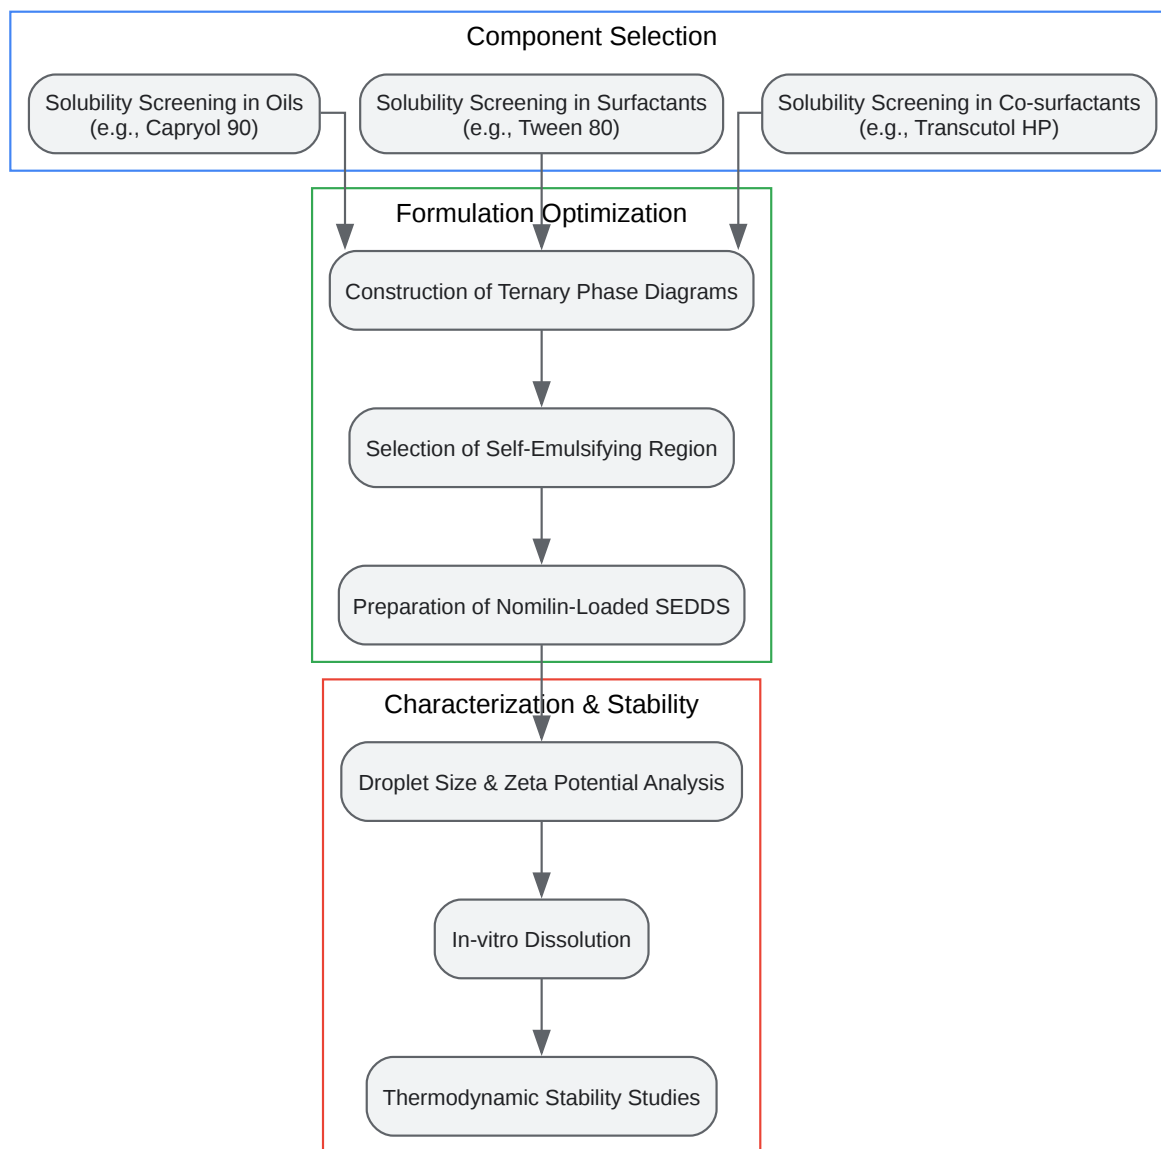 Component Selection
Solubility Screening in Oils
(e.g., Capryol 90)
Solubility Screening in Surfactants
(e.g., Tween 80)
Solubility Screening in Co-surfactants
(e.g., Transcutol HP)
Formulation Optimization
Construction of Ternary Phase Diagrams
Selection of Self-Emulsifying Region
Preparation of Nomilin-Loaded SEDDS
Characterization & Stability
Droplet Size & Zeta Potential Analysis
In-vitro Dissolution
Thermodynamic Stability Studies